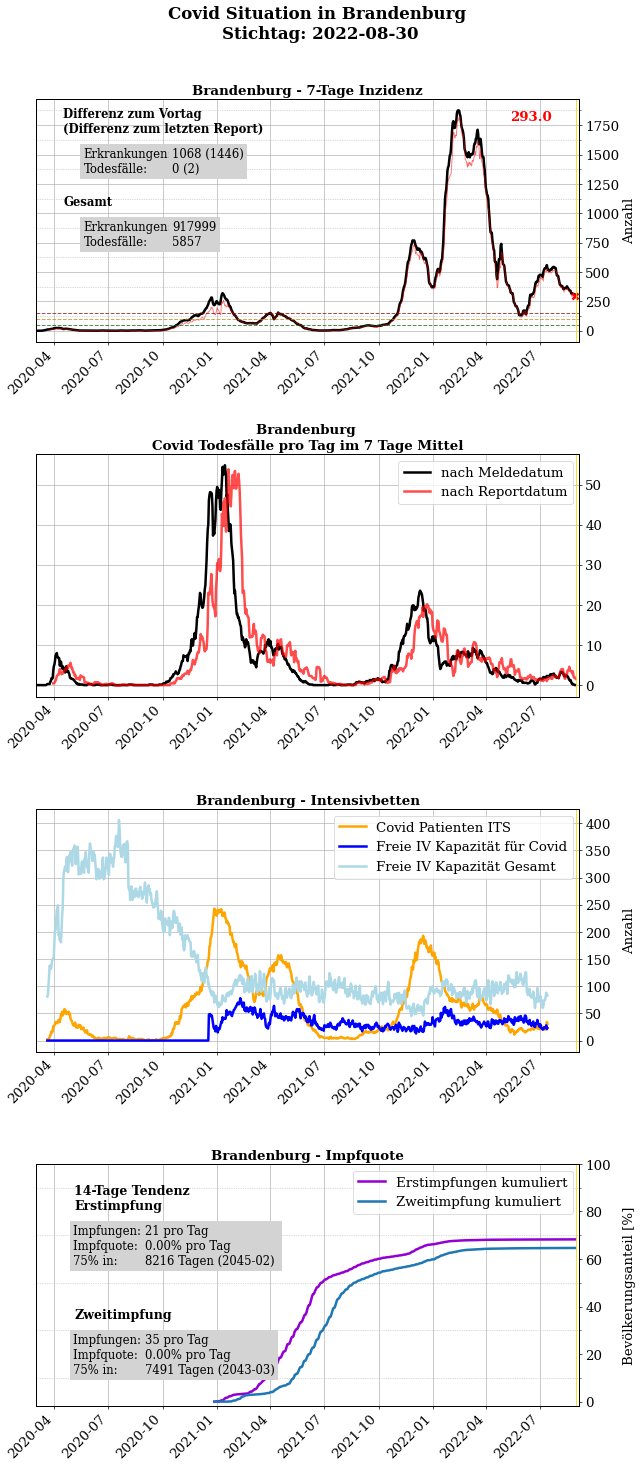 Covid Situation in Brandenburg
Stichtag: 2022-08-30
Brandenburg - 7-Tage Inzidenz
Differenz zum Vortag
(Differenz zum letzten Report)
Erkrankungen 1068 (1446)
Todesfälle: 0 (2)
Gesamt
Erkrankungen 917999
Todesfälle: 5857
293.0
1750
1500
1250
1000
750
500
250
0
Anzahl
2020-04
2020-07
2020-10
2021-01
2021-04
2021-07
2021-10
2022-01
2022-04
2022-07
Brandenburg
Covid Todesfälle pro Tag im 7 Tage Mittel
nach Meldedatum
nach Reportdatum
50
40
30
20
10
0
2020-04
2020-07
2020-10
2021-01
2021-04
2021-07
2021-10
2022-01
2022-04
2022-07
Brandenburg - Intensivbetten
Covid Patienten ITS
Freie IV Kapazität für Covid
Freie IV Kapazität Gesamt
400
350
300
250
200
150
100
50
0
Anzahl
2020-04
2020-07
2020-10
2021-01
2021-04
2021-07
2021-10
2022-01
2022-04
2022-07
Brandenburg - Impfquote
14-Tage Tendenz
Erstimpfung
Impfungen: 21 pro Tag
Impfquote: 0.00% pro Tag
75% in: 8216 Tagen (2045-02)
Zweitimpfung
Impfungen: 35 pro Tag
Impfquote: 0.00% pro Tag
75% in: 7491 Tagen (2043-03)
Erstimpfungen kumuliert
Zweitimpfung kumuliert
100
80
60
40
20
0
Bevölkerungsanteil [%]
2020-04
2020-07
2020-10
2021-01
2021-04
2021-07
2021-10
2022-01
2022-04
2022-07